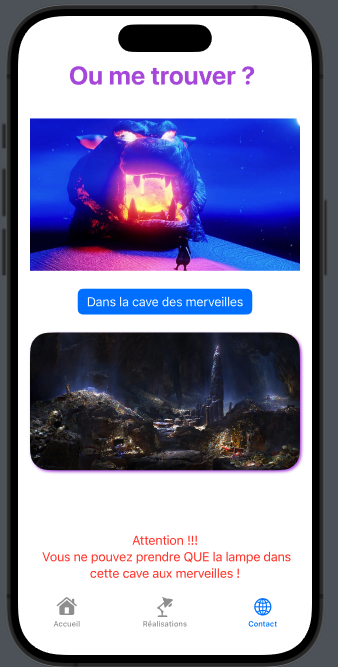 Ou me trouver ?
Dans la cave des merveilles
Attention !!!
Vous ne pouvez prendre QUE la lampe dans
cette cave aux merveilles !
Accueil
Réalisations
Contact